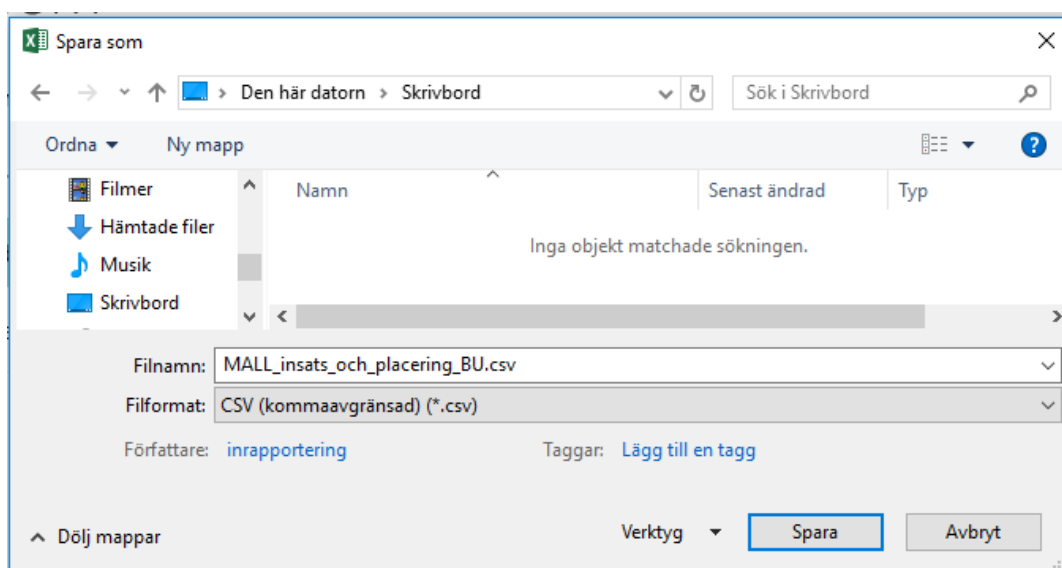 Spara som
Den här datorn > Skrivbord
Sök i Skrivbord
Ordna
Ny mapp
Filmer
Hämtade filer
Musik
Skrivbord
Namn
Senast ändrad
Typ
Inga objekt matchade sökningen.
Filnamn: MALL_insats_och_placering_BU.csv
Filformat: CSV (kommaavgränsad) (*.csv)
Författare: inrapportering
Taggar: Lägg till en tagg
Dölj mappar
Verktyg
Spara
Avbryt